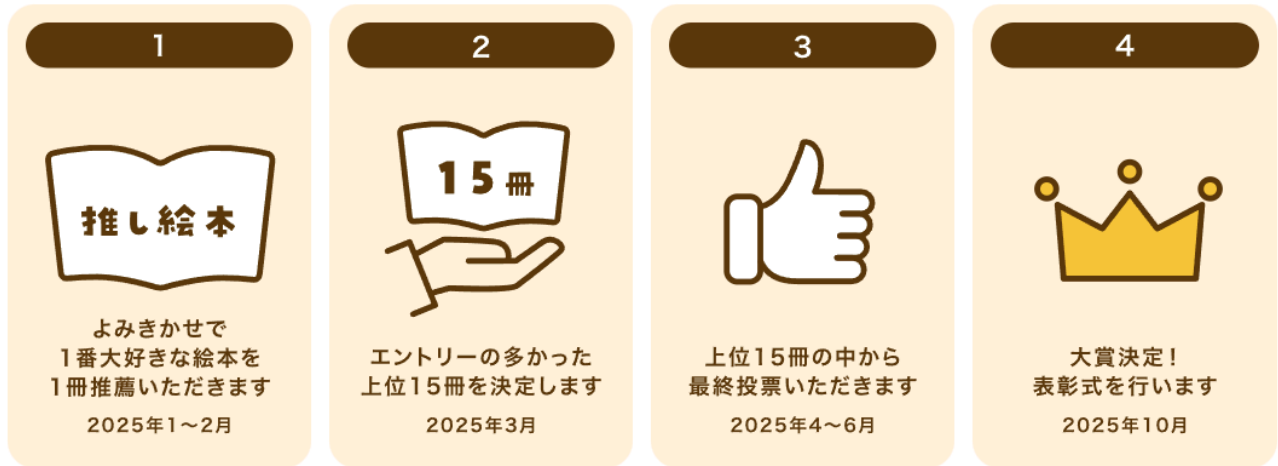 1
推し絵本
よみきかせで
1番大好きな絵本を
1冊推薦いただきます
2025年1～2月
2
15冊
エントリーの多かった
上位15冊を決定します
2025年3月
3
上位15冊の中から
最終投票いただきます
2025年4～6月
4
大賞決定！
表彰式を行います
2025年10月